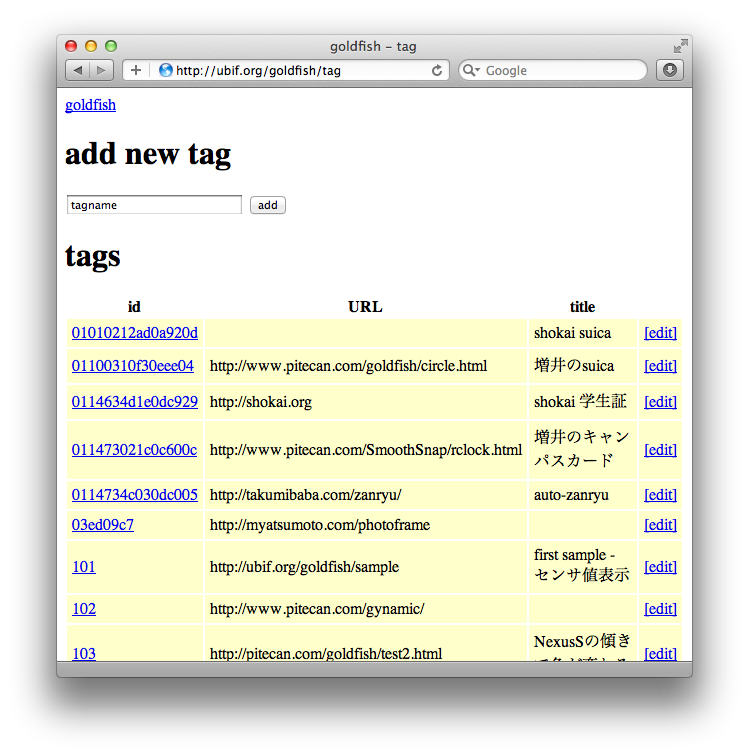 goldfish – tag
http://ubif.org/goldfish/tag
Google
goldfish
add new tag
tagname add
tags
id URL title
01010212ad0a920d shokai suica [edit]
01100310f30eee04 http://www.pitecan.com/goldfish/circle.html 増井のsuica [edit]
0114634d1e0dc929 http://shokai.org shokai 学生証 [edit]
011473021c0c600c http://www.pitecan.com/SmoothSnap/rclock.html 増井のキャン
パスカード [edit]
0114734c030dc005 http://takumibaba.com/zanryu/ auto-zanryu [edit]
03ed09c7 http://myatsumoto.com/photoframe [edit]
101 http://ubif.org/goldfish/sample first sample -
センサ値表示 [edit]
102 http://www.pitecan.com/gynamic/ [edit]
103 http://pitecan.com/goldfish/test2.html NexusSの傾き [edit]